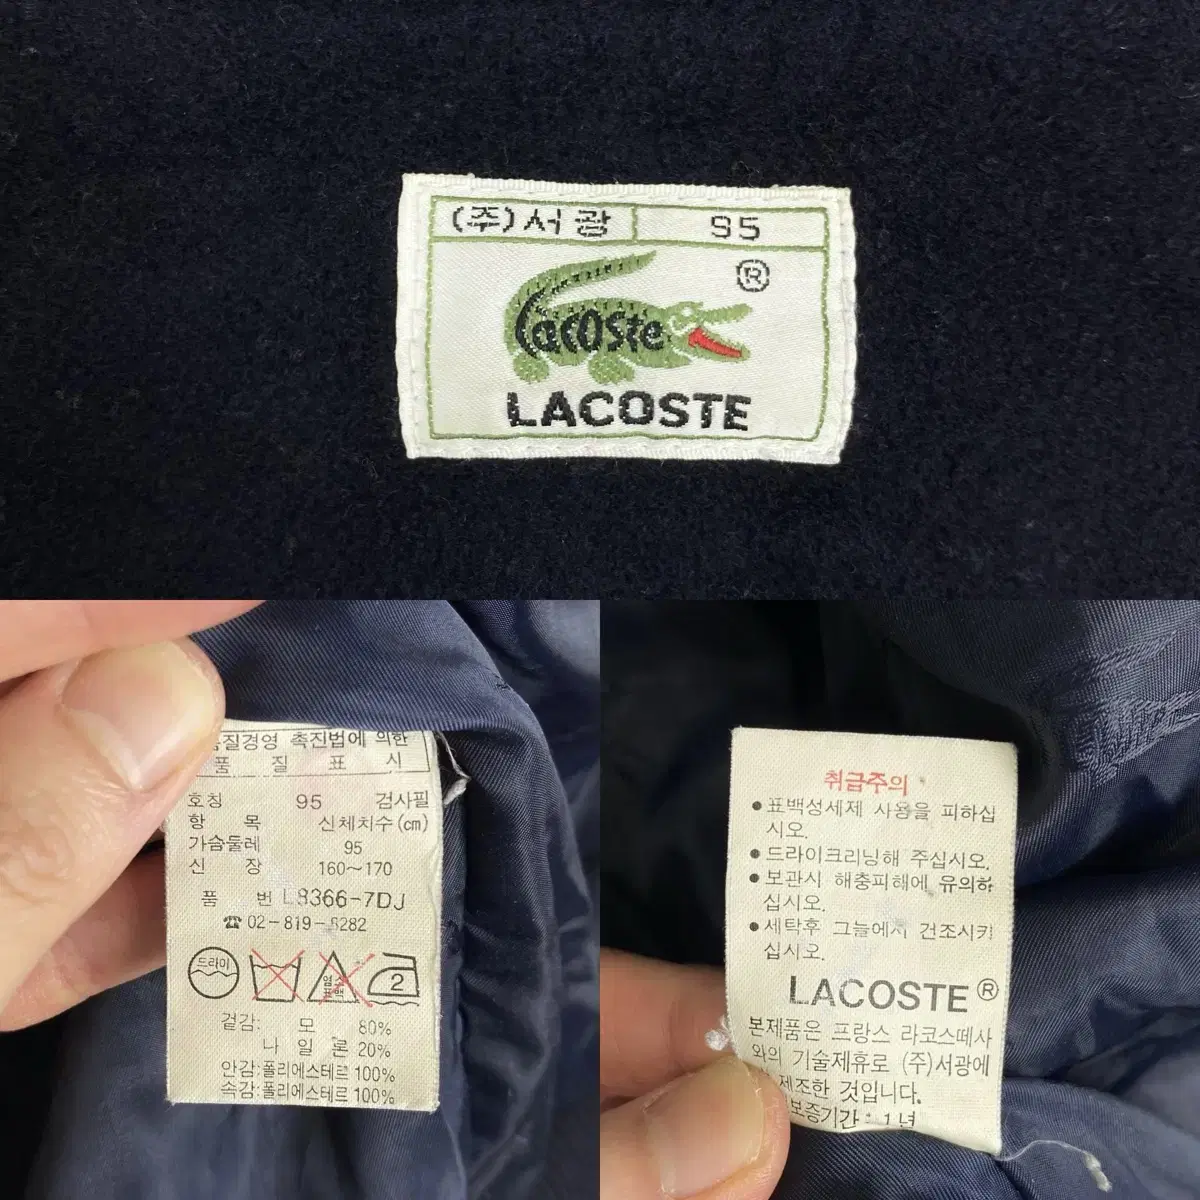 (주)서광 95
®
Lacoste
LACOSTE
품질경영 촉진법에 의한
품 질 표 시
호칭 95 검사필
항 목 신체치수(cm)
가슴둘레 95
신 장 160~170
품 번 L8366-7DJ
☎ 02-819-5282
드라이
염소
표백
2
겉감: 모 80%
나일론 20%
안감:폴리에스테르 100%
속감:폴리에스테르 100%
취급주의
●표백성세제 사용을 피하십
시오.
●드라이크리닝해 주십시오.
●보관시 해충피해에 유의하
십시오.
●세탁후 그늘에서 건조시키
십시오.
LACOSTE®
본제품은 프랑스 라코스떼사
와의 기술제휴로 (주)서광에
제조한 것입니다.
보증기간 : 1년